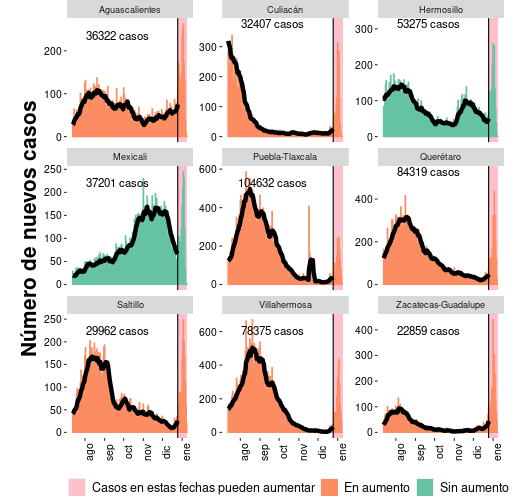 Número de nuevos casos
Aguascalientes
36322 casos
200
100
0
Culiacán
32407 casos
300
200
100
0
Hermosillo
53275 casos
300
200
100
0
Mexicali
37201 casos
250
200
150
100
50
0
Puebla-Tlaxcala
104632 casos
600
400
200
0
Querétaro
84319 casos
400
200
0
Saltillo
29962 casos
250
200
150
100
50
0
Villahermosa
78375 casos
600
400
200
0
Zacatecas-Guadalupe
22859 casos
400
300
200
100
0
ago sep oct nov dic ene
ago sep oct nov dic ene
ago sep oct nov dic ene
Casos en estas fechas pueden aumentar En aumento Sin aumento